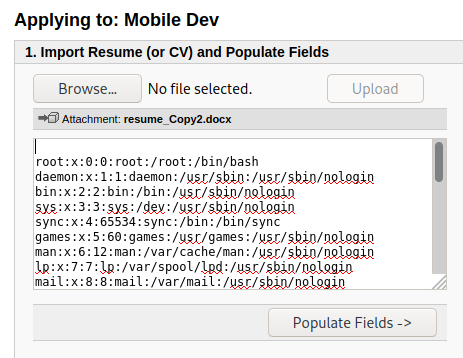 Applying to: Mobile Dev
1. Import Resume (or CV) and Populate Fields
Browse... No file selected. Upload
Attachment: resume_Copy2.docx
root:x:0:0:root:/root:/bin/bash
daemon:x:1:1:daemon:/usr/sbin:/usr/sbin/nologin
bin:x:2:2:bin:/bin:/usr/sbin/nologin
sys:x:3:3:sys:/dev:/usr/sbin/nologin
sync:x:4:65534:sync:/bin:/bin/sync
games:x:5:60:games:/usr/games:/usr/sbin/nologin
man:x:6:12:man:/var/cache/man:/usr/sbin/nologin
lp:x:7:7:lp:/var/spool/lpd:/usr/sbin/nologin
mail:x:8:8:mail:/var/mail:/usr/sbin/nologin
Populate Fields ->